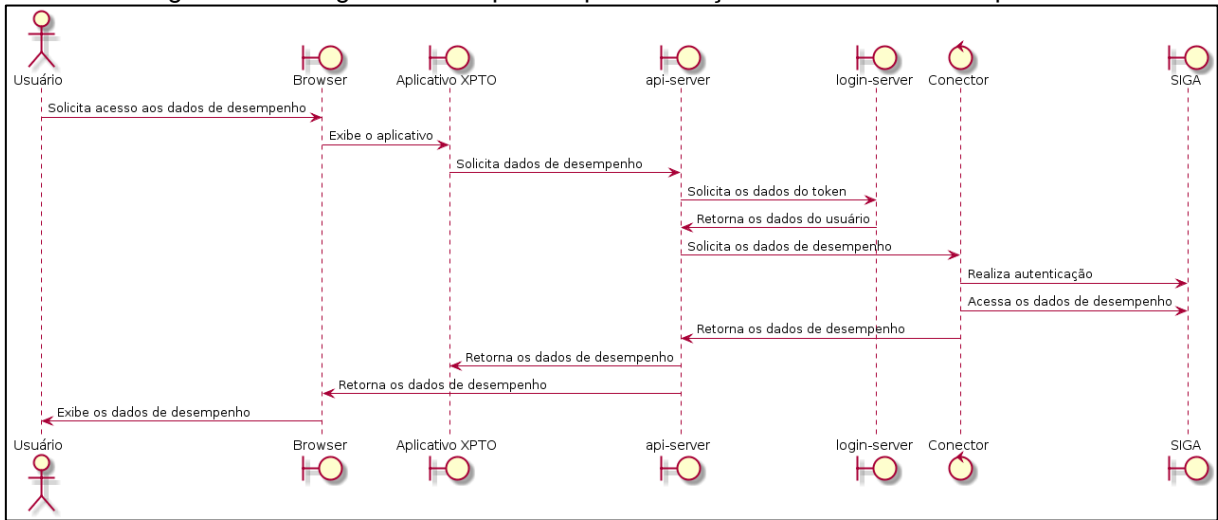 Usuário
Browser
Aplicativo XPTO
api-server
login-server
Conector
SIGA
Solicita acesso aos dados de desempenho
Exibe o aplicativo
Solicita dados de desempenho
Solicita os dados do token
Retorna os dados do usuário
Solicita os dados de desempenho
Realiza autenticação
Acessa os dados de desempenho
Retorna os dados de desempenho
Retorna os dados de desempenho
Retorna os dados de desempenho
Exibe os dados de desempenho
Usuário
Browser
Aplicativo XPTO
api-server
login-server
Conector
SIGA